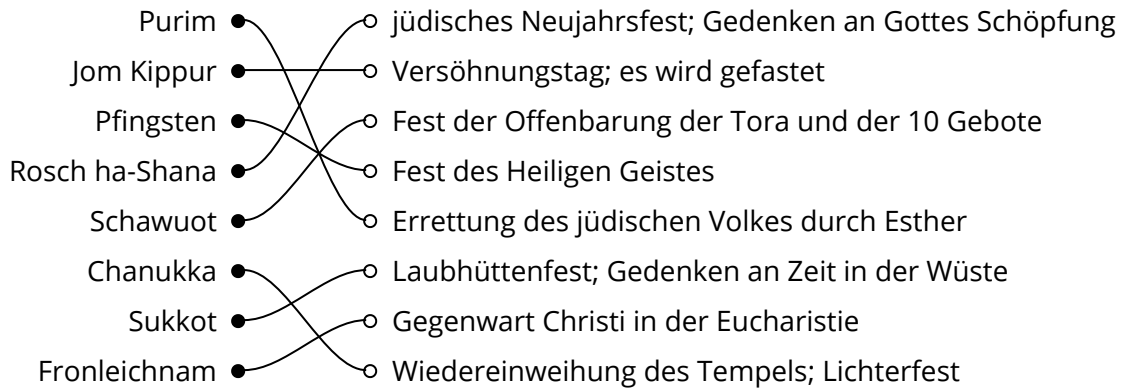 Purim jüdisches Neujahrsfest; Gedenken an Gottes Schöpfung
Jom Kippur Versöhnungstag; es wird gefastet
Pfingsten Fest der Offenbarung der Tora und der 10 Gebote
Rosch ha-Shana Fest des Heiligen Geistes
Schawuot Errettung des jüdischen Volkes durch Esther
Chanukka Laubhüttenfest; Gedenken an Zeit in der Wüste
Sukkot Gegenwart Christi in der Eucharistie
Fronleichnam Wiedereinweihung des Tempels; Lichterfest